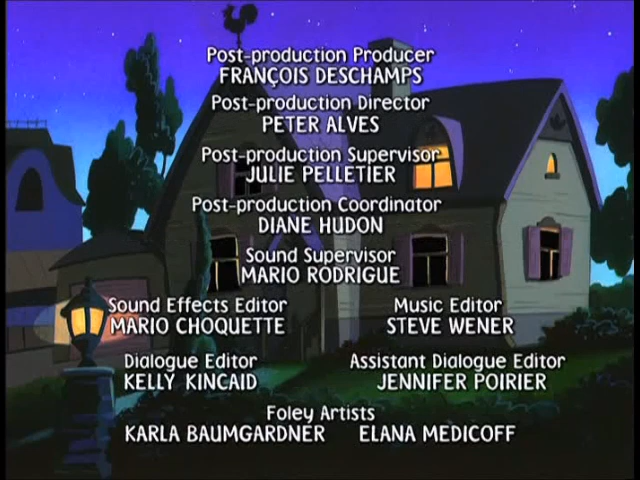 Post-production Producer
FRANÇOIS DESCHAMPS
Post-production Director
PETER ALVES
Post-production Supervisor
JULIE PELLETIER
Post-production Coordinator
DIANE HUDON
Sound Supervisor
MARIO RODRIGUE
Sound Effects Editor
MARIO CHOQUETTE
Music Editor
STEVE WENER
Dialogue Editor
KELLY KINCAID
Assistant Dialogue Editor
JENNIFER POIRIER
Foley Artists
KARLA BAUMGARDNER ELANA MEDICOFF